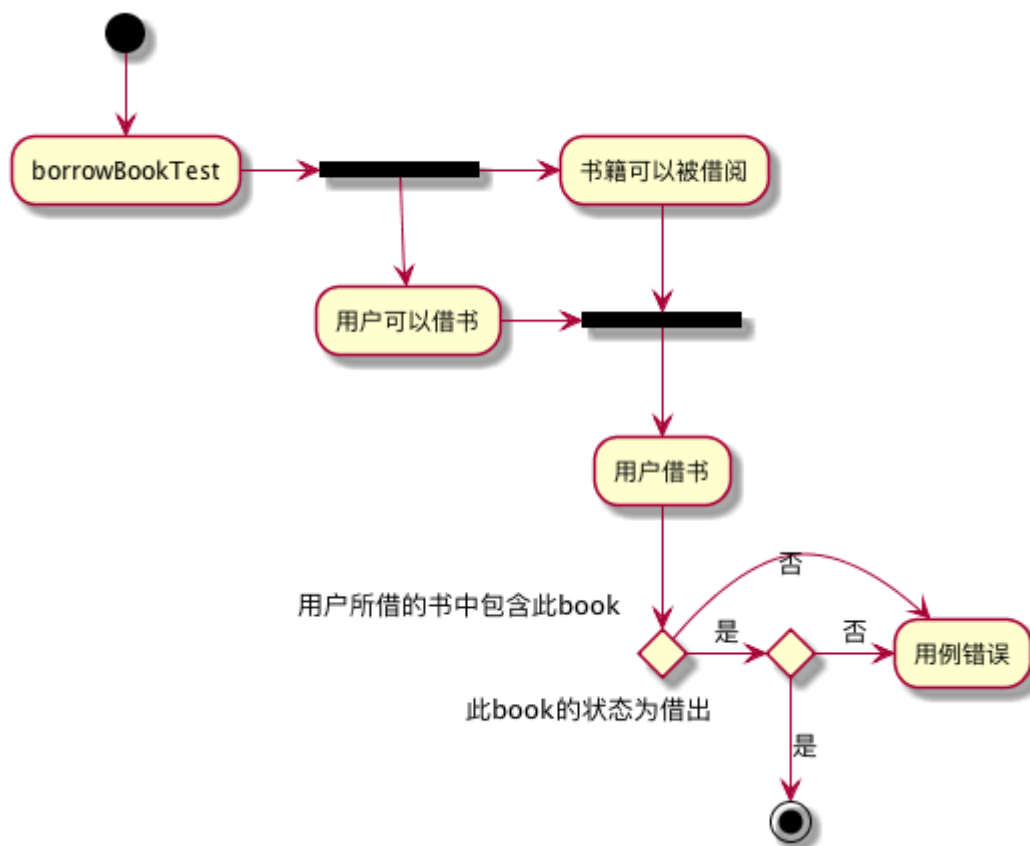 borrowBookTest
书籍可以被借阅
用户可以借书
用户借书
否
用户所借的书中包含此book
是
否
用例错误
此book的状态为借出
是